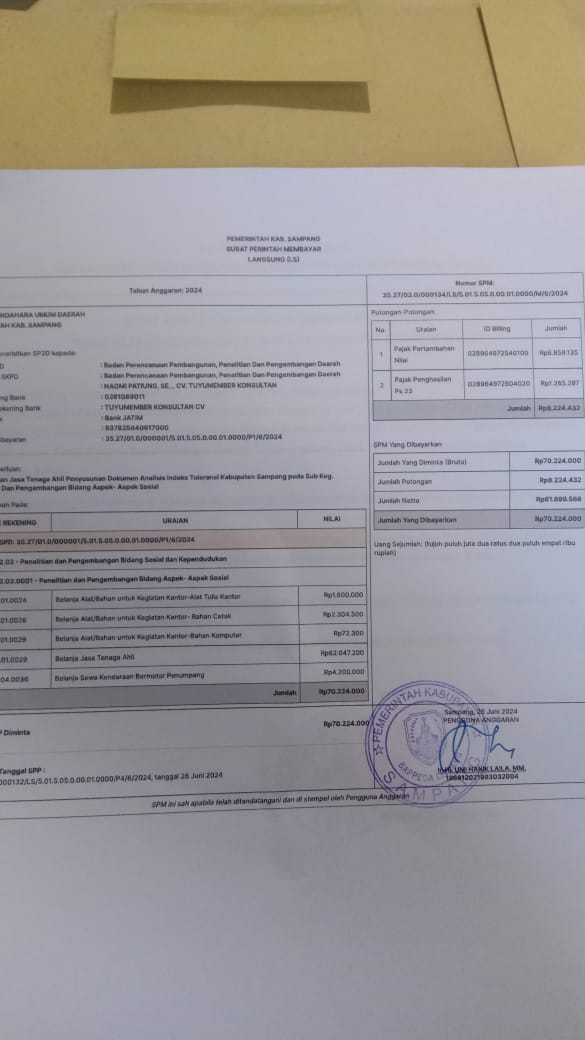 PEMERINTAH KAB. SAMPANG
SURAT PERINTAH MEMBAYAR
LANGSUNG (LS)
Tahun Anggaran: 2024
Nomor SPM:
35.27/03.0/000134/LS/5.01.5.05.0.00.01.0000/M/6/2024
NDAHARA UMUM DAERAH
AH KAB. SAMPANG
nerbitkan SP2D kepada:
D : Badan Perencanaan Pembangunan, Penelitian Dan Pengembangan Daerah
SKPD : Badan Perencanaan Pembangunan, Penelitian Dan Pengembangan Daerah
: NAOMI PATIUNG, SE,., CV. TUYUMEMBER KONSULTAN
ng Bank : 0261088011
ekening Bank : TUYUMEMBER KONSULTAN CV
: Bank JATIM
: 837825040617000
bayaran : 35.27/01.0/000001/5.01.5.05.0.00.01.0000/P1/6/2024
erluan:
an Jasa Tenaga Ahli Penyusunan Dokumen Analisis Indeks Toleransi Kabupaten Sampang pada Sub Keg.
Dan Pengembangan Bidang Aspek- Aspek Sosial
an Pada:
REKENING URAIAN NILAI
SPD: 35.27/01.0/000001/5.01.5.05.0.00.01.0000/P1/6/2024
2.02 - Penelitian dan Pengembangan Bidang Sosial dan Kependudukan
2.02.0001 - Penelitian dan Pengembangan Bidang Aspek- Aspek Sosial
01.0024 Belanja Alat/Bahan untuk Kegiatan Kantor-Alat Tulis Kantor Rp1.600.000
01.0026 Belanja Alat/Bahan untuk Kegiatan Kantor- Bahan Cetak Rp2.304.500
01.0029 Belanja Alat/Bahan untuk Kegiatan Kantor-Bahan Komputer Rp72.300
01.0029 Belanja Jasa Tenaga Ahli Rp62.047.200
04.0036 Belanja Sewa Kendaraan Bermotor Penumpang Rp4.200.000
Jumlah Rp70.224.000
P Diminta Rp70.224.000
Tanggal SPP :
000132/LS/5.01.5.05.0.00.01.0000/P4/6/2024, tanggal 26 Juni 2024
Potongan-Potongan:
No. Uraian ID Billing Jumlah
1 Pajak Pertambahan Nilai 028964972540100 Rp6.959.135
2 Pajak Penghasilan Ps 23 028964972804020 Rp1.265.297
Jumlah Rp8.224.432
SPM Yang Dibayarkan
Jumlah Yang Diminta (Bruto) Rp70.224.000
Jumlah Potongan Rp8.224.432
Jumlah Netto Rp61.999.568
Jumlah Yang Dibayarkan Rp70.224.000
Uang Sejumlah: (tujuh puluh juta dua ratus dua puluh empat ribu
rupiah)
Sampang, 26 Juni 2024
PENGGUNA ANGGARAN
UMI HANIK LAILA, MM.
196812021993032004
PEMERINTAH KABUPA
BAPPEDA
SAMPA
SPM ini sah apabila telah ditandatangani dan di stempel oleh Pengguna Anggaran